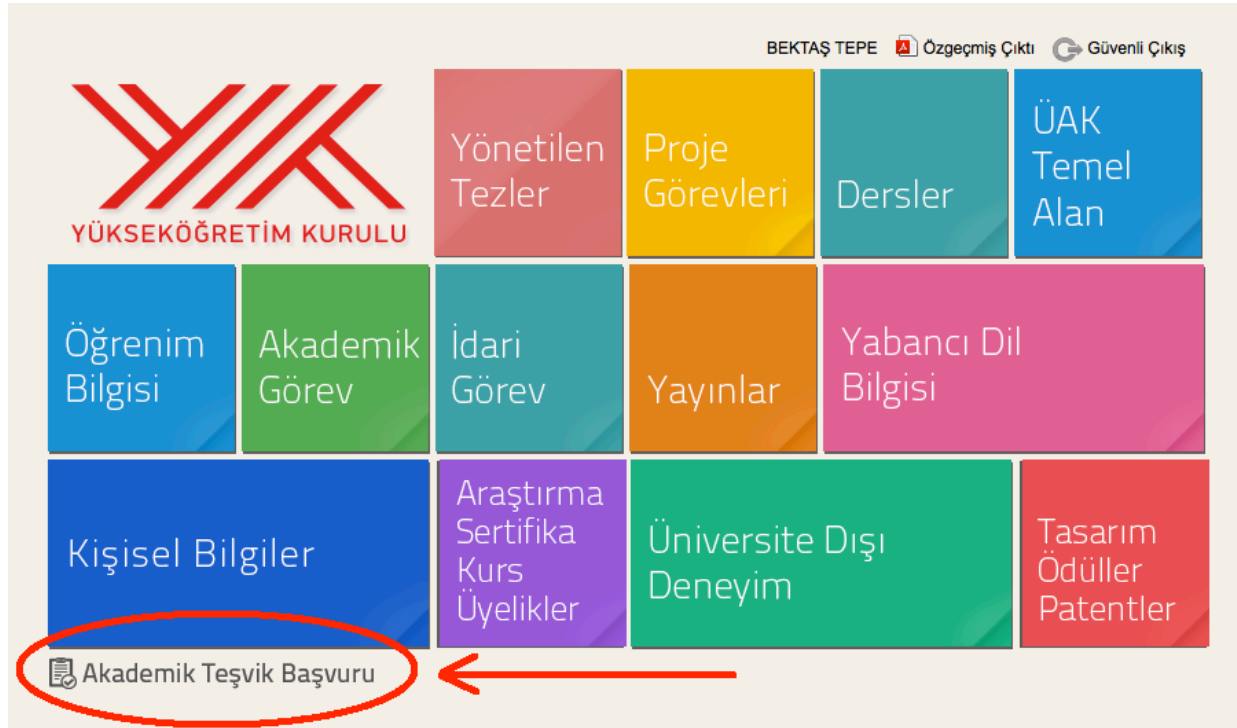 BEKTAŞ TEPE Özgeçmiş Çıktı Güvenli Çıkış
YÜKSEKÖĞRETİM KURULU
Yönetilen
Tezler
Proje
Görevleri
Dersler
ÜAK
Temel
Alan
Öğrenim
Bilgisi
Akademik
Görev
İdari
Görev
Yayınlar
Yabancı Dil
Bilgisi
Kişisel Bilgiler
Araştırma
Sertifika
Kurs
Üyelikler
Üniversite Dışı
Deneyim
Tasarım
Ödüller
Patentler
Akademik Teşvik Başvuru